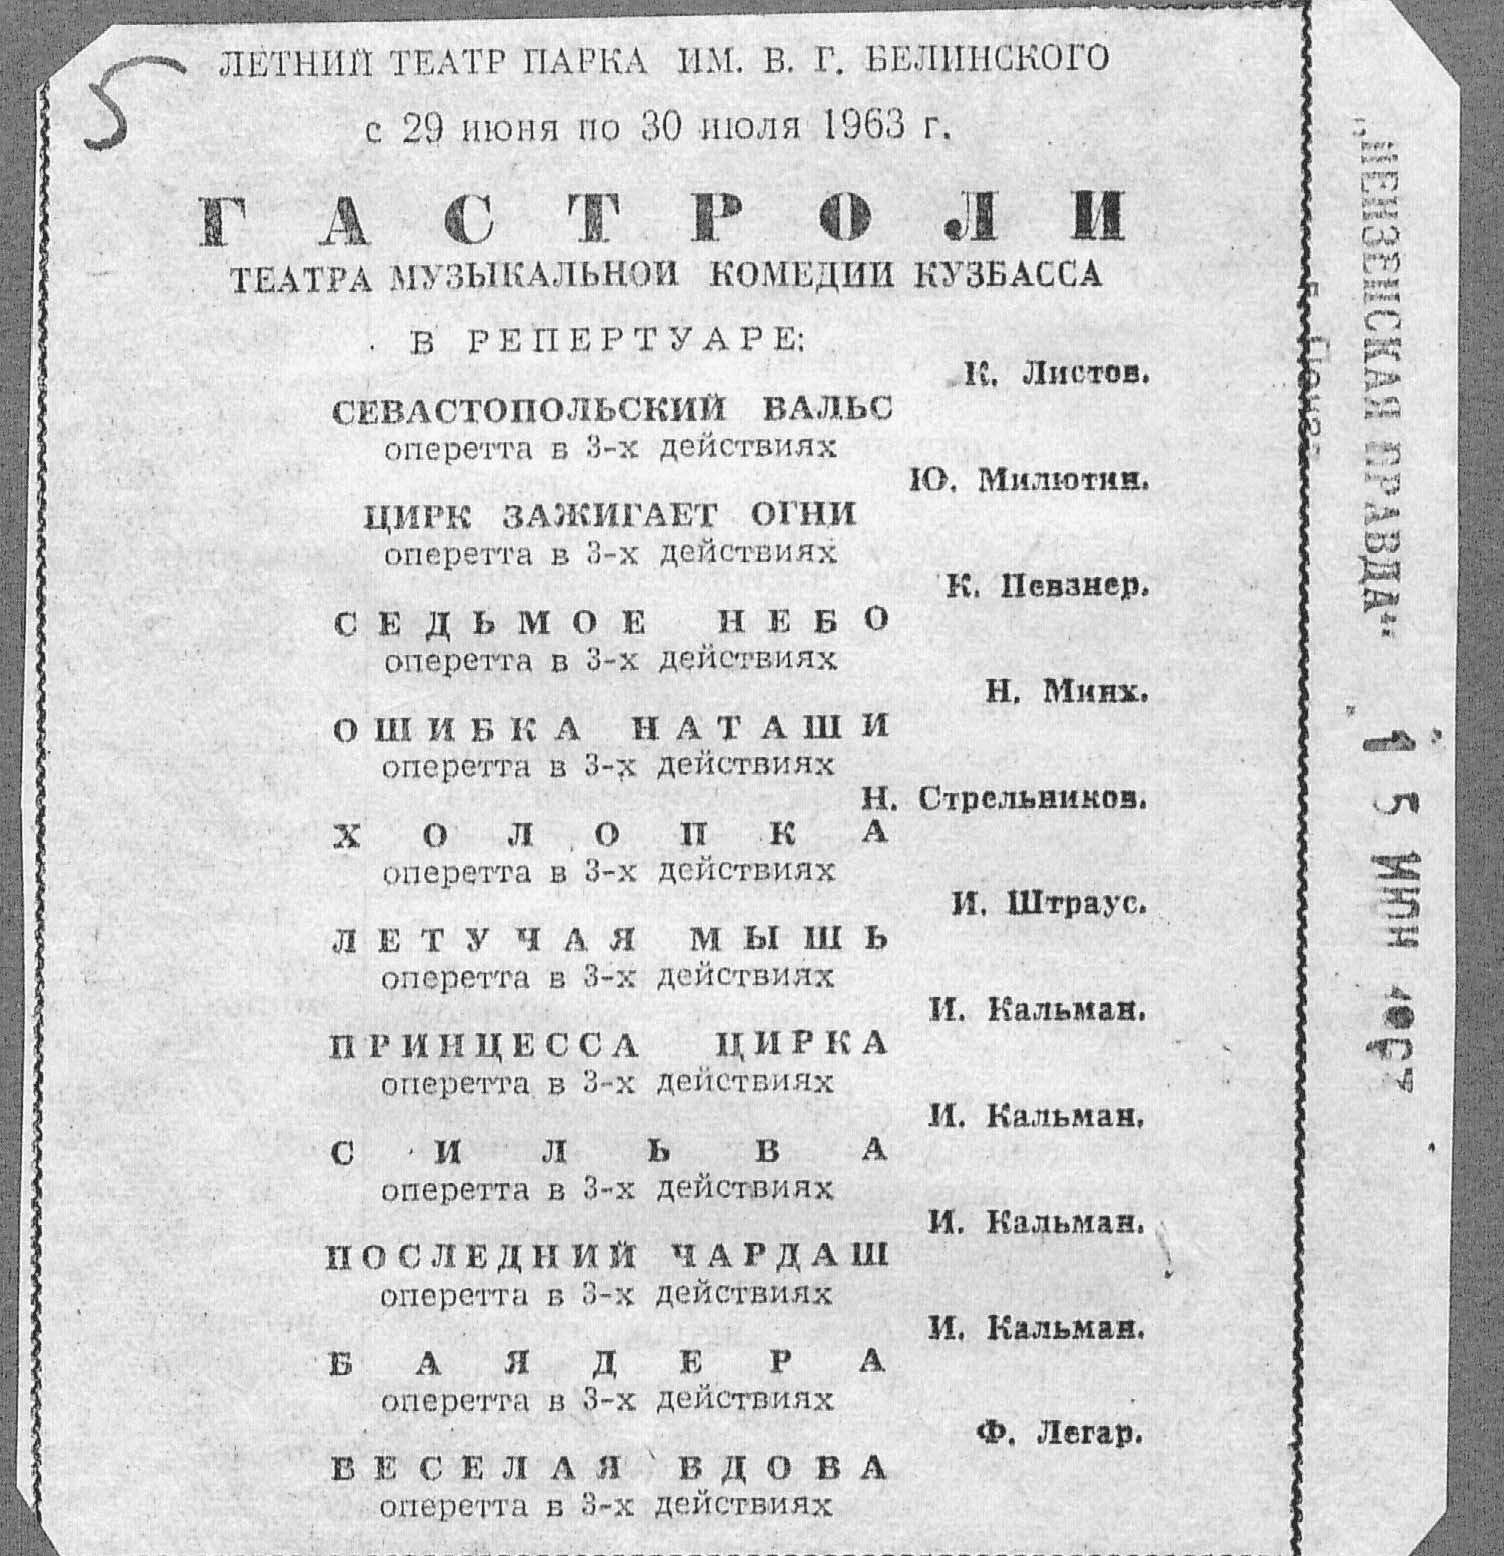 5
ЛЕТНИЙ ТЕАТР ПАРКА ИМ. В. Г. БЕЛИНСКОГО
с 29 июня по 30 июля 1963 г.
ГАСТРОЛИ
ТЕАТРА МУЗЫКАЛЬНОЙ КОМЕДИИ КУЗБАССА
В РЕПЕРТУАРЕ:
К. Листов.
СЕВАСТОПОЛЬСКИЙ ВАЛЬС
оперетта в 3-х действиях
Ю. Милютин.
ЦИРК ЗАЖИГАЕТ ОГНИ
оперетта в 3-х действиях
К. Певзнер.
СЕДЬМОЕ НЕБО
оперетта в 3-х действиях
Н. Минх.
ОШИБКА НАТАШИ
оперетта в 3-х действиях
Н. Стрельников.
ХОЛОПКА
оперетта в 3-х действиях
И. Штраус.
ЛЕТУЧАЯ МЫШЬ
оперетта в 3-х действиях
И. Кальман.
ПРИНЦЕССА ЦИРКА
оперетта в 3-х действиях
И. Кальман.
СИЛЬВА
оперетта в 3-х действиях
И. Кальман.
ПОСЛЕДНИЙ ЧАРДАШ
оперетта в 3-х действиях
И. Кальман.
БАЯДЕРА
оперетта в 3-х действиях
Ф. Легар.
ВЕСЕЛАЯ ВДОВА
оперетта в 3-х действиях
„ПЕНЗЕНСКАЯ ПРАВДА“
г. Пенза
15 ИЮН